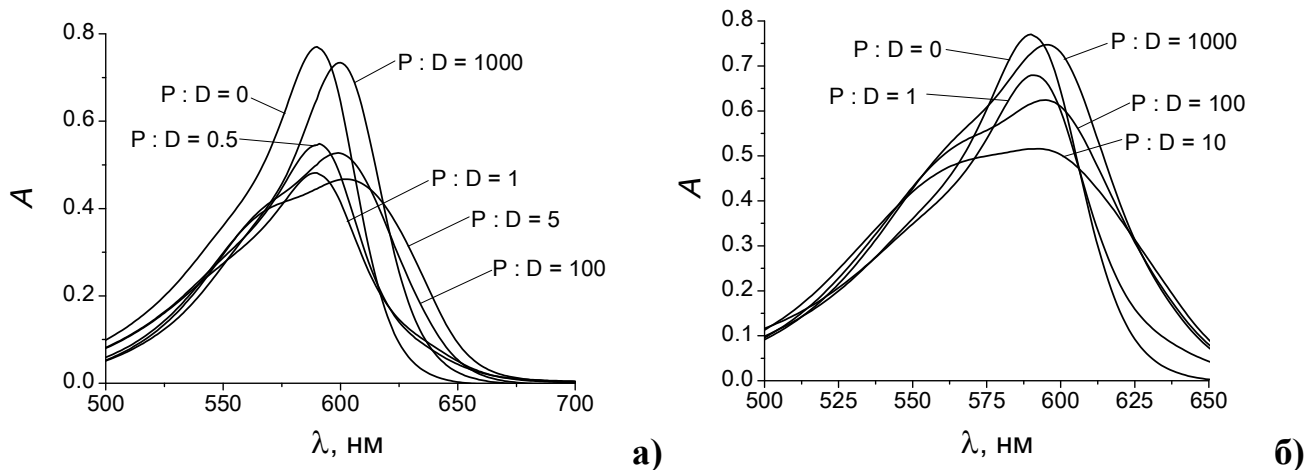 0.8
0.6
0.4
0.2
0.0
A
P : D = 0
P : D = 1000
P : D = 0.5
P : D = 1
P : D = 5
P : D = 100
500 550 600 650 700
λ, нм
а)
0.8
0.7
0.6
0.5
0.4
0.3
0.2
0.1
0.0
A
P : D = 0
P : D = 1000
P : D = 1
P : D = 100
P : D = 10
500 525 550 575 600 625 650
λ, нм
б)